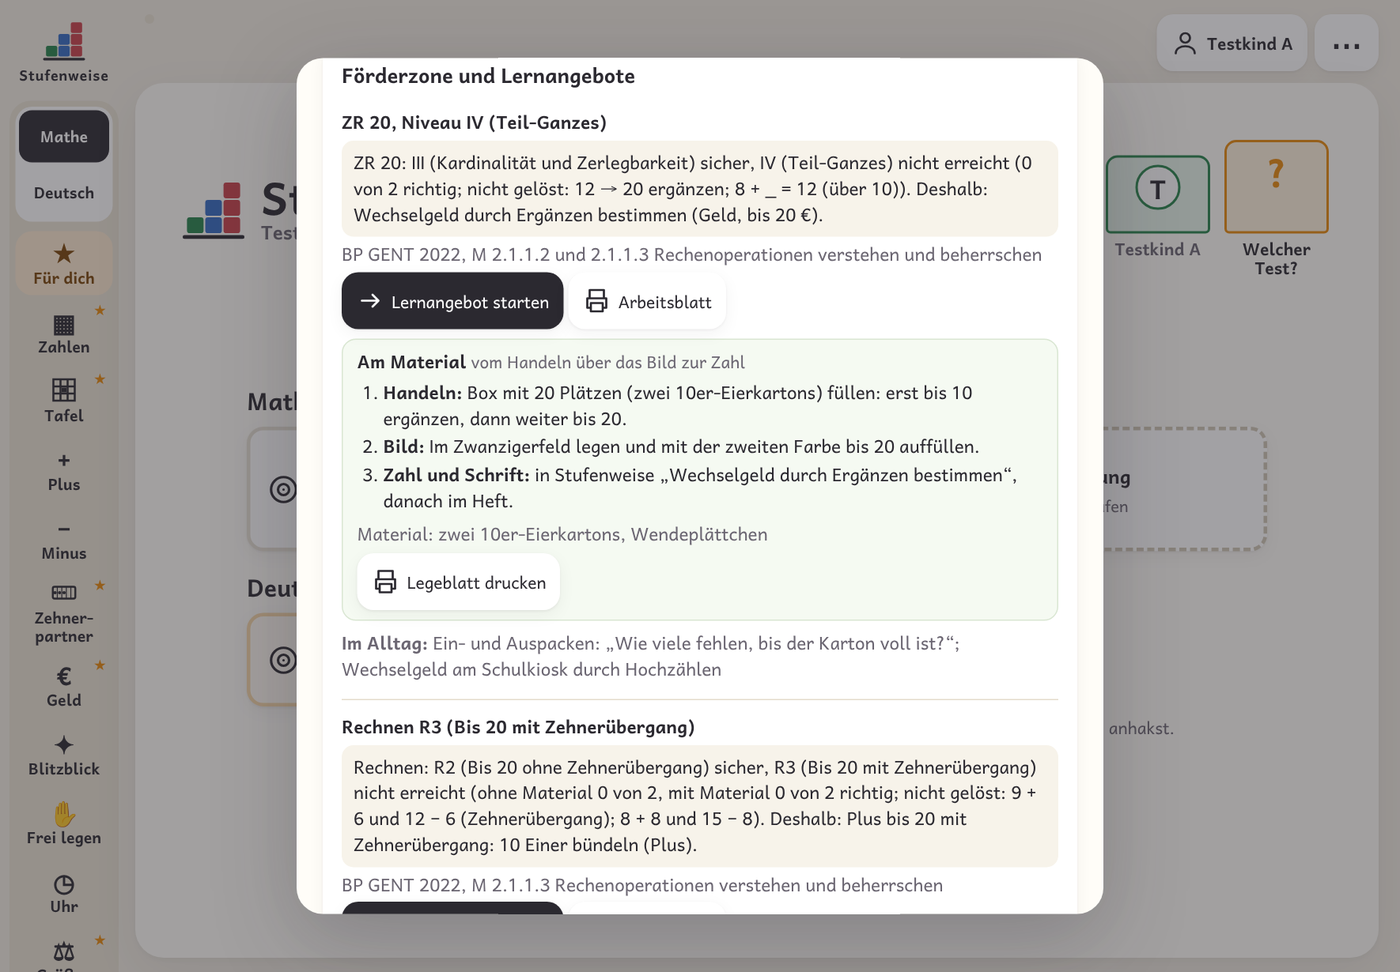 Stufenweise
Testkind A
...
Mathe
Deutsch
Für dich
Zahlen
Tafel
Plus
Minus
Zehner-
partner
Geld
Blitzblick
Frei legen
Uhr
T
Testkind A
?
Welcher
Test?
anhakst.
Förderzone und Lernangebote
ZR 20, Niveau IV (Teil-Ganzes)
ZR 20: III (Kardinalität und Zerlegbarkeit) sicher, IV (Teil-Ganzes) nicht erreicht (0
von 2 richtig; nicht gelöst: 12 → 20 ergänzen; 8 + _ = 12 (über 10)). Deshalb:
Wechselgeld durch Ergänzen bestimmen (Geld, bis 20 €).
BP GENT 2022, M 2.1.1.2 und 2.1.1.3 Rechenoperationen verstehen und beherrschen
→ Lernangebot starten
Arbeitsblatt
Am Material vom Handeln über das Bild zur Zahl
1. Handeln: Box mit 20 Plätzen (zwei 10er-Eierkartons) füllen: erst bis 10
ergänzen, dann weiter bis 20.
2. Bild: Im Zwanzigerfeld legen und mit der zweiten Farbe bis 20 auffüllen.
3. Zahl und Schrift: in Stufenweise „Wechselgeld durch Ergänzen bestimmen“,
danach im Heft.
Material: zwei 10er-Eierkartons, Wendeplättchen
Legeblatt drucken
Im Alltag: Ein- und Auspacken: „Wie viele fehlen, bis der Karton voll ist?“;
Wechselgeld am Schulkiosk durch Hochzählen
Rechnen R3 (Bis 20 mit Zehnerübergang)
Rechnen: R2 (Bis 20 ohne Zehnerübergang) sicher, R3 (Bis 20 mit Zehnerübergang)
nicht erreicht (ohne Material 0 von 2, mit Material 0 von 2 richtig; nicht gelöst: 9 +
6 und 12 − 6 (Zehnerübergang); 8 + 8 und 15 − 8). Deshalb: Plus bis 20 mit
Zehnerübergang: 10 Einer bündeln (Plus).
BP GENT 2022, M 2.1.1.3 Rechenoperationen verstehen und beherrschen